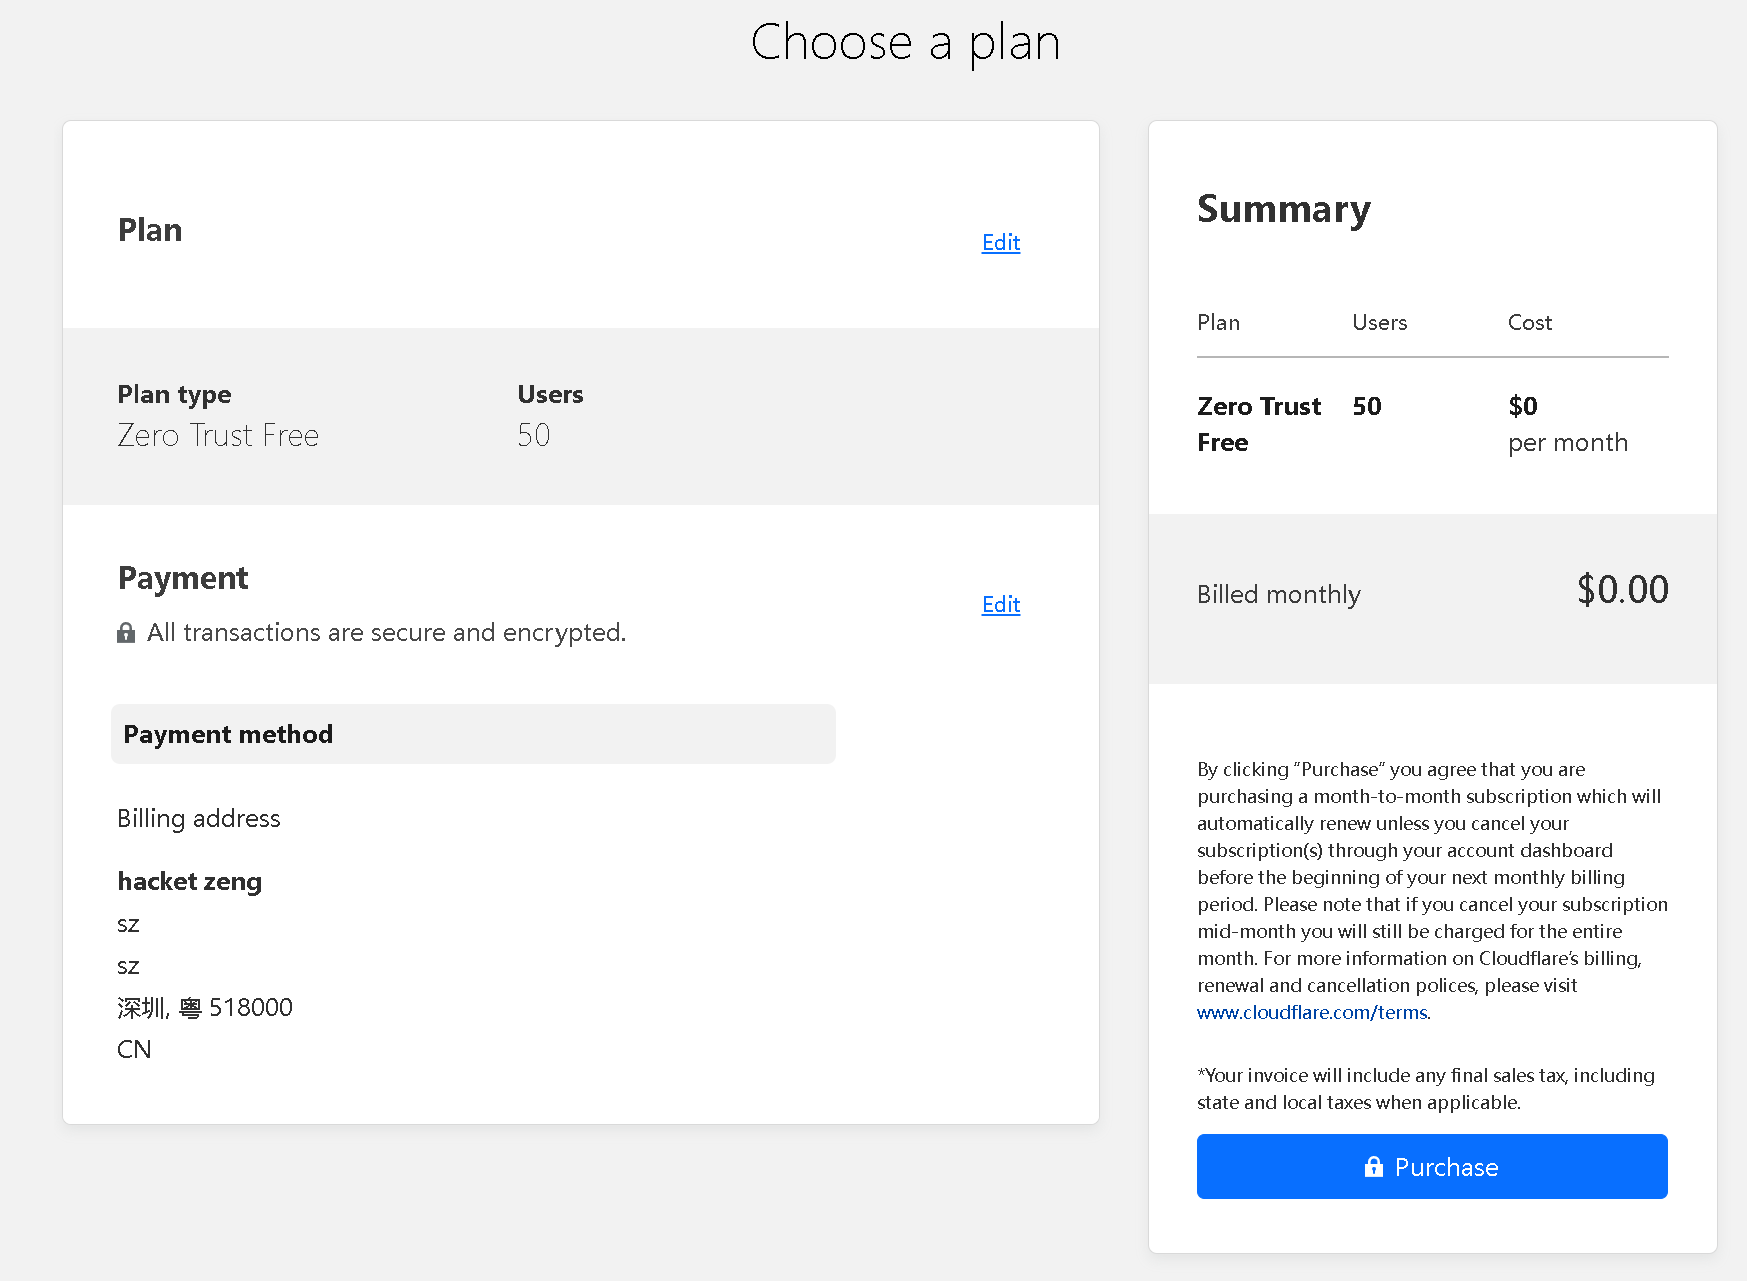 Choose a plan
Plan
Edit
Plan type
Users
Zero Trust Free
50
Payment
Edit
All transactions are secure and encrypted.
Payment method
Billing address
hacket zeng
sz
sz
深圳, 粤 518000
CN
Summary
Plan
Users
Cost
Zero Trust
50
$0
Free
per month
Billed monthly
$0.00
By clicking “Purchase” you agree that you are
purchasing a month-to-month subscription which will
automatically renew unless you cancel your
subscription(s) through your account dashboard
before the beginning of your next monthly billing
period. Please note that if you cancel your subscription
mid-month you will still be charged for the entire
month. For more information on Cloudflare’s billing,
renewal and cancellation polices, please visit
www.cloudflare.com/terms.
*Your invoice will include any final sales tax, including
state and local taxes when applicable.
Purchase